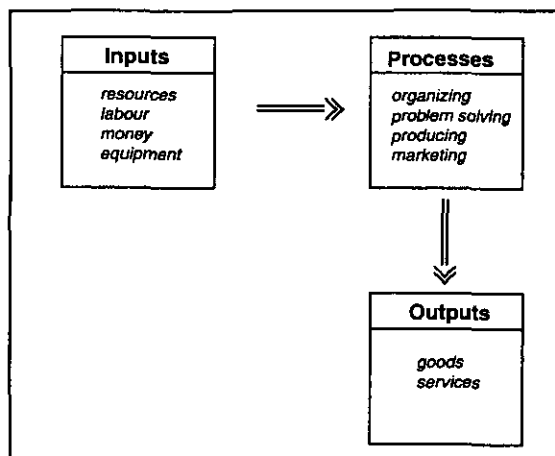 Inputs
resources
labour
money
equipment
Processes
organizing
problem solving
producing
marketing
Outputs
goods
services